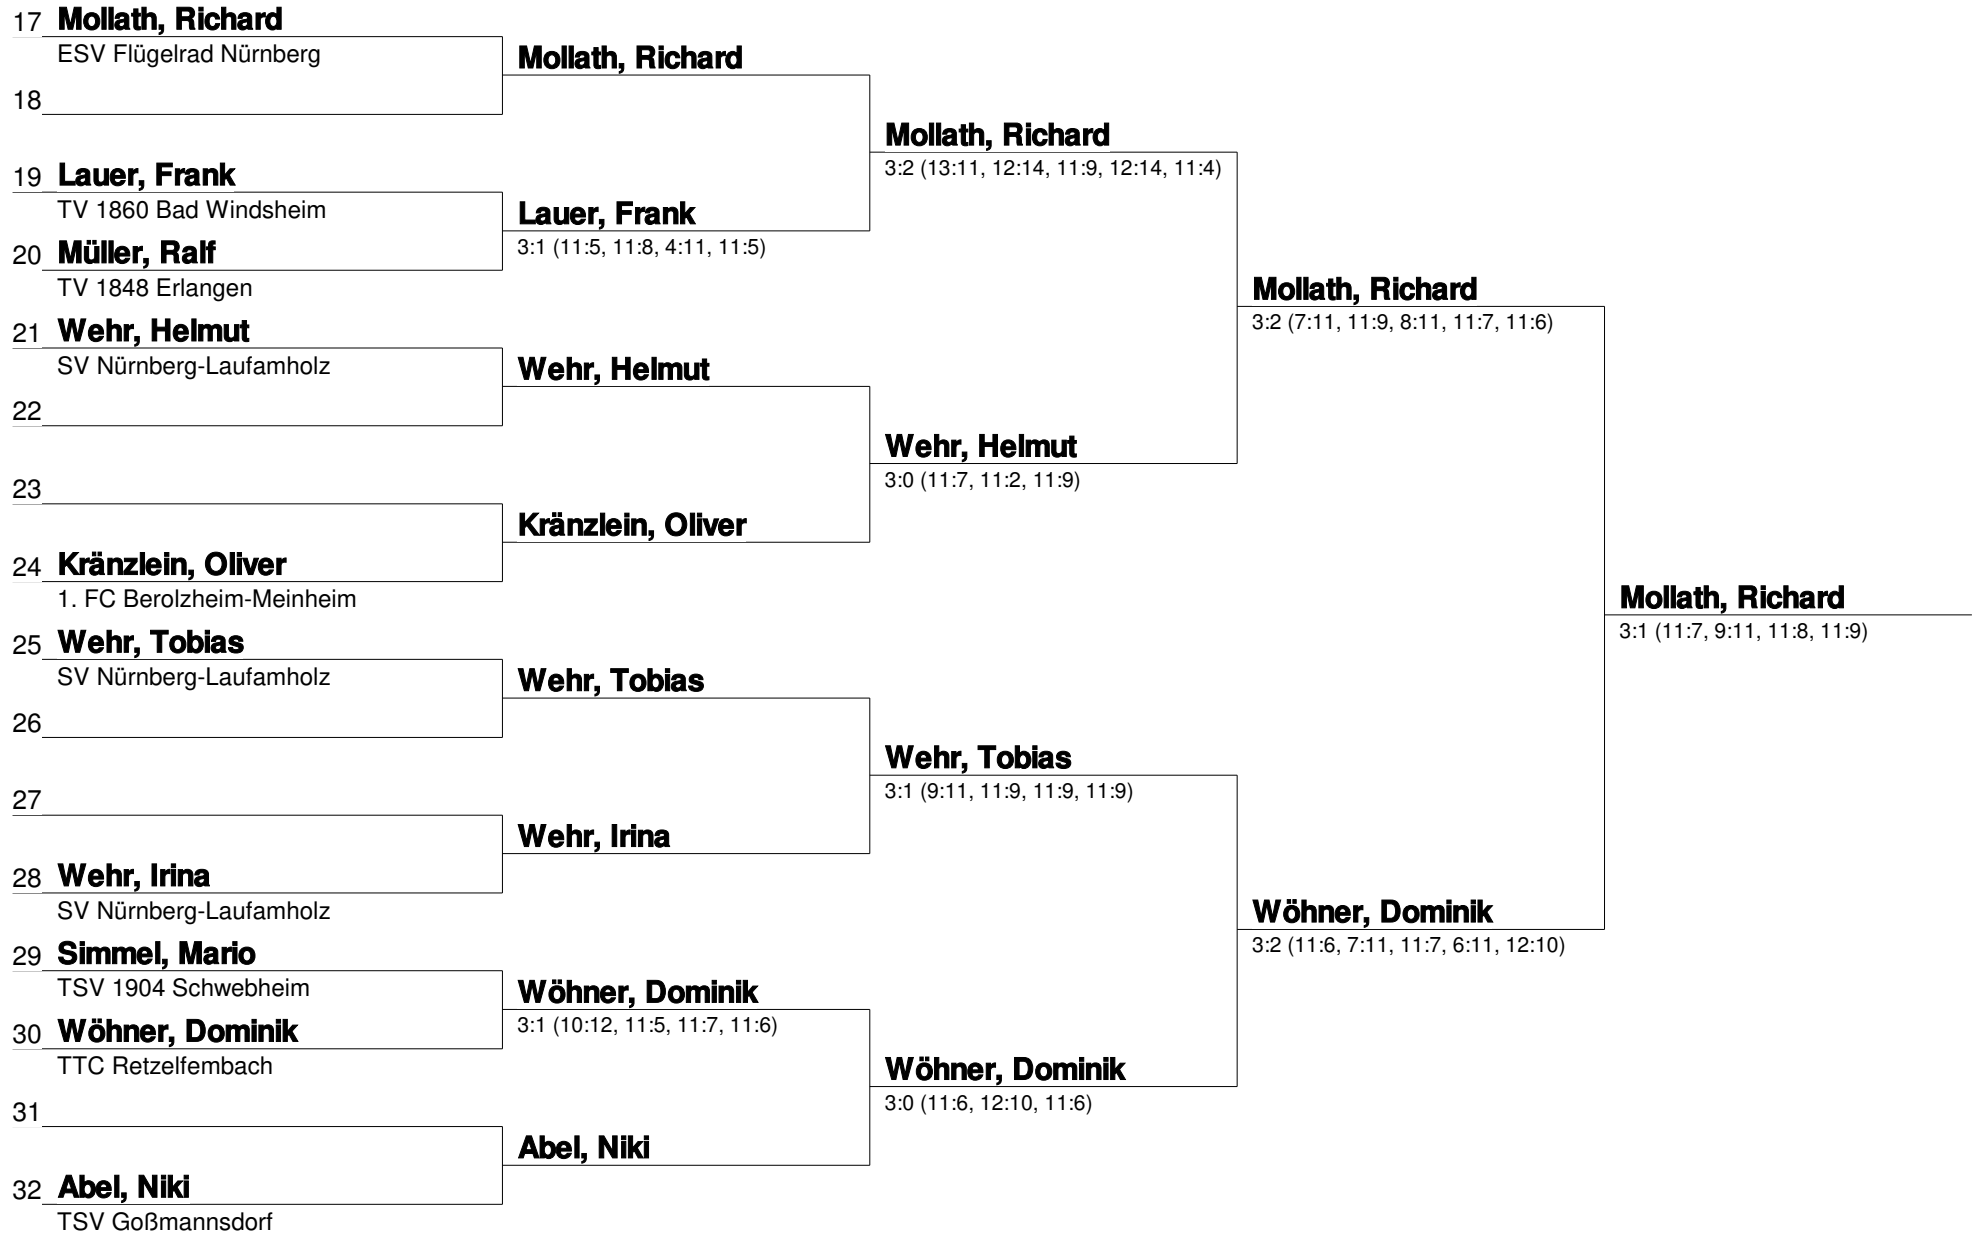 17 Mollath, Richard
ESV Flügelrad Nürnberg
18
19 Lauer, Frank
TV 1860 Bad Windsheim
20 Müller, Ralf
TV 1848 Erlangen
21 Wehr, Helmut
SV Nürnberg-Laufamholz
22
23
24 Kränzlein, Oliver
1. FC Berolzheim-Meinheim
25 Wehr, Tobias
SV Nürnberg-Laufamholz
26
27
28 Wehr, Irina
SV Nürnberg-Laufamholz
29 Simmel, Mario
TSV 1904 Schwebheim
30 Wöhner, Dominik
TTC Retzelfembach
31
32 Abel, Niki
TSV Goßmannsdorf
Mollath, Richard
Lauer, Frank
3:1 (11:5, 11:8, 4:11, 11:5)
Wehr, Helmut
Kränzlein, Oliver
Wehr, Tobias
Wehr, Irina
Wöhner, Dominik
3:1 (10:12, 11:5, 11:7, 11:6)
Abel, Niki
Mollath, Richard
3:2 (13:11, 12:14, 11:9, 12:14, 11:4)
Wehr, Helmut
3:0 (11:7, 11:2, 11:9)
Wehr, Tobias
3:1 (9:11, 11:9, 11:9, 11:9)
Wöhner, Dominik
3:0 (11:6, 12:10, 11:6)
Mollath, Richard
3:2 (7:11, 11:9, 8:11, 11:7, 11:6)
Wöhner, Dominik
3:2 (11:6, 7:11, 11:7, 6:11, 12:10)
Mollath, Richard
3:1 (11:7, 9:11, 11:8, 11:9)